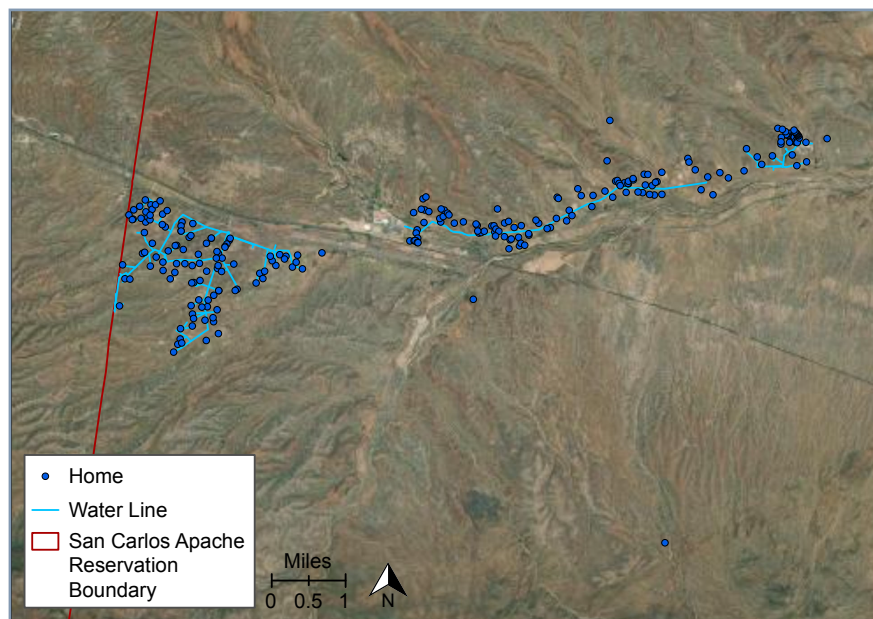 Home
Water Line
San Carlos Apache
Reservation
Boundary
Miles
0 0.5 1
N